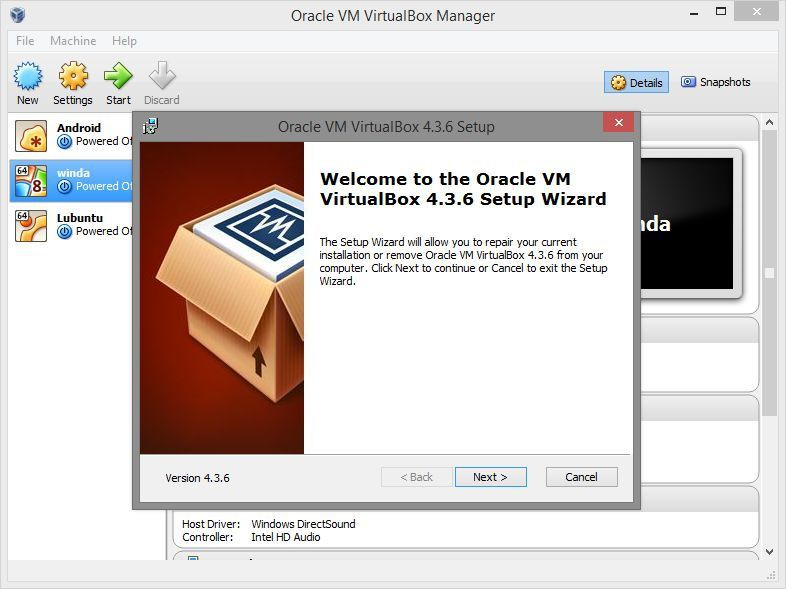 Oracle VM VirtualBox Manager
File Machine Help
New Settings Start Discard
Details Snapshots
Android
Powered Of
64
8
winda
Powered Of
64
Lubuntu
Powered Of
Oracle VM VirtualBox 4.3.6 Setup
Welcome to the Oracle VM
VirtualBox 4.3.6 Setup Wizard
The Setup Wizard will allow you to repair your current
installation or remove Oracle VM VirtualBox 4.3.6 from your
computer. Click Next to continue or Cancel to exit the Setup
Wizard.
Version 4.3.6
< Back Next > Cancel
nda
Host Driver: Windows DirectSound
Controller: Intel HD Audio